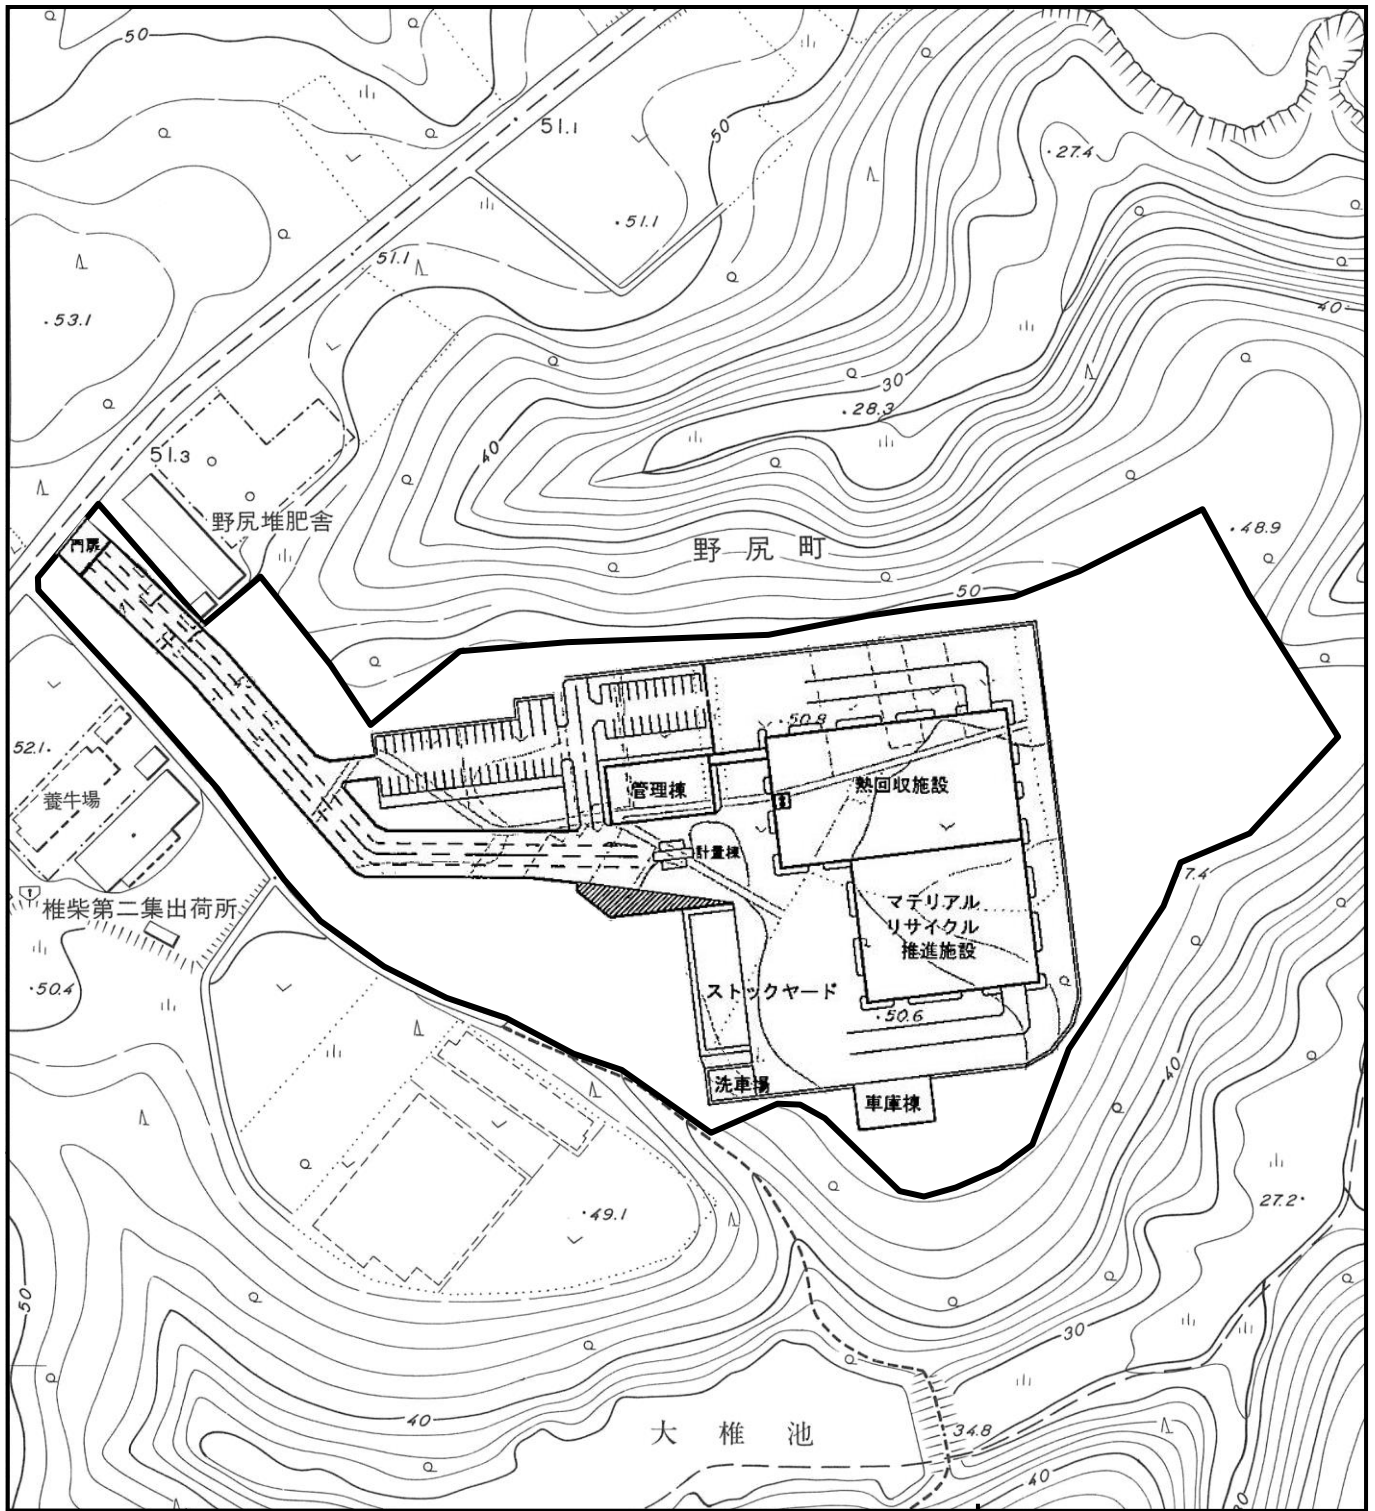 50
51.1
50
27.4
51.1
51.1
53.1
40
30
28.3
40
51.3
野尻堆肥舎
門扉
野尻町
48.9
50
50.8
52.1
管理棟
熱回収施設
養牛場
計量棟
7.4
椎柴第二集出荷所
マテリアル
リサイクル
推進施設
50.4
ストックヤード
50.6
40
洗車場
車庫棟
49.1
27.2
50
30
40
大椎池
34.8
40